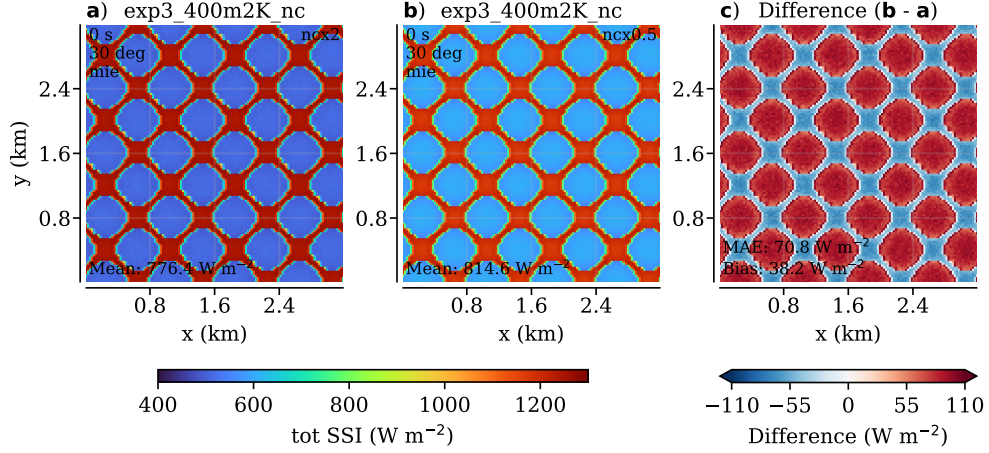 a) exp3_400m2K_nc
b) exp3_400m2K_nc
c) Difference (b - a)
0 s
ncx2
30 deg
mie
0 s
ncx0.5
30 deg
mie
2.4
1.6
0.8
y (km)
2.4
1.6
0.8
2.4
1.6
0.8
Mean: 776.4 W m⁻²
Mean: 814.6 W m⁻²
MAE: 70.8 W m⁻²
Bias: 38.2 W m⁻²
0.8 1.6 2.4
x (km)
0.8 1.6 2.4
x (km)
0.8 1.6 2.4
x (km)
400 600 800 1000 1200
tot SSI (W m⁻²)
−110 −55 0 55 110
Difference (W m⁻²)